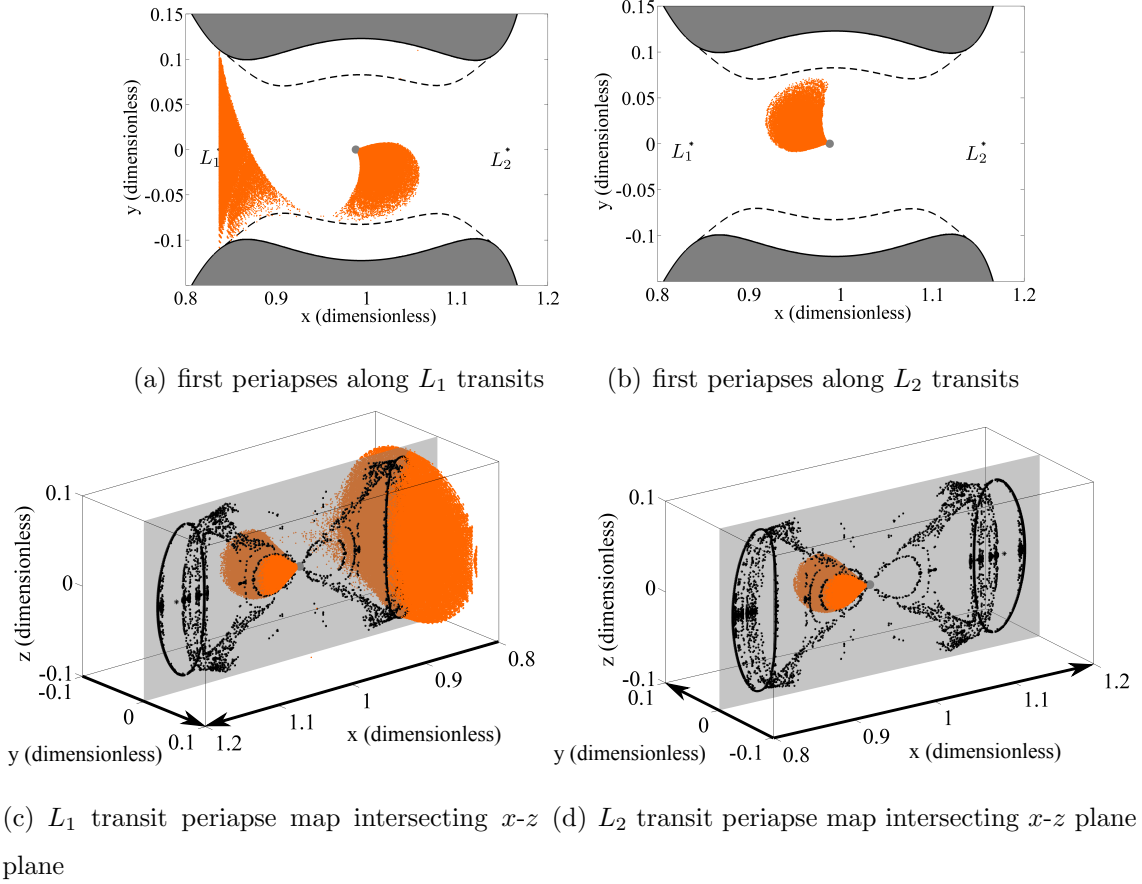 0.15
0.1
0.05
0
-0.05
-0.1
y (dimensionless)
L1
L2
0.8 0.9 1 1.1 1.2
x (dimensionless)
0.15
0.1
0.05
0
-0.05
-0.1
y (dimensionless)
L1
L2
0.8 0.9 1 1.1 1.2
x (dimensionless)
(a) first periapses along L1 transits
(b) first periapses along L2 transits
0.1
0
-0.1
z (dimensionless)
-0.1
0
0.1
y (dimensionless)
1.2
1.1
1
0.9
0.8
x (dimensionless)
0.1
0
-0.1
z (dimensionless)
0.1
0
-0.1
y (dimensionless)
0.8
0.9
1
1.1
1.2
x (dimensionless)
(c) L1 transit periapse map intersecting x-z
plane
(d) L2 transit periapse map intersecting x-z plane